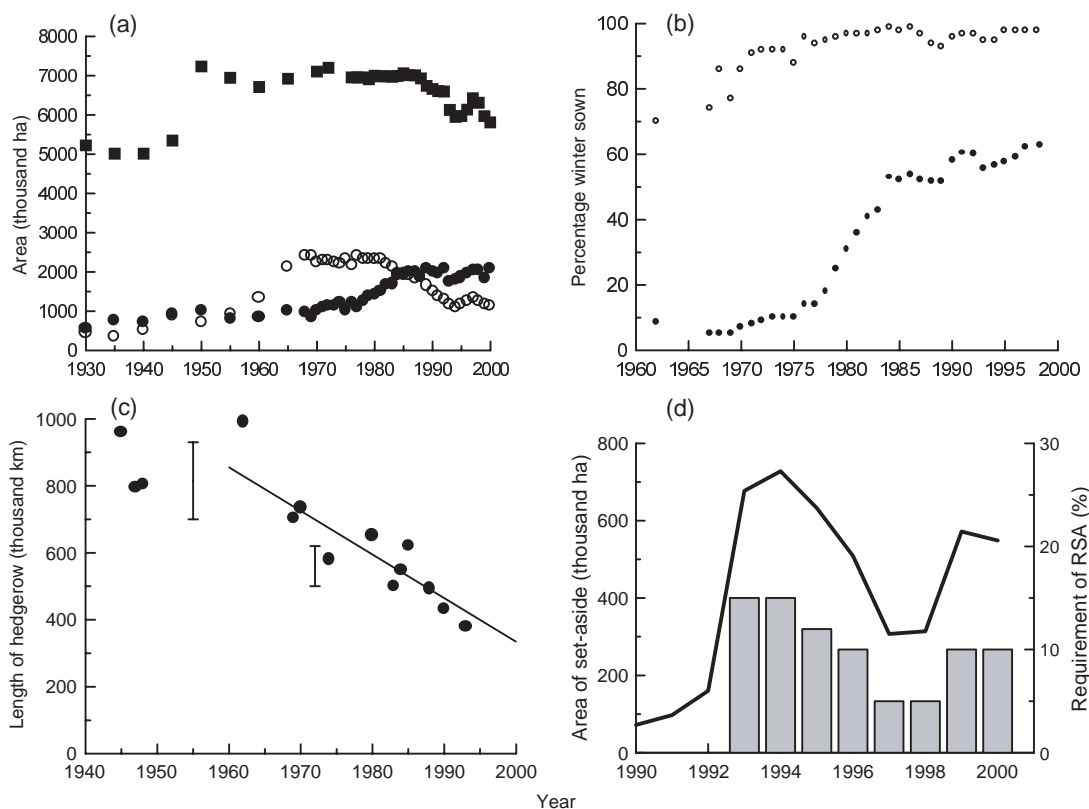 (a)
8000
7000
6000
5000
4000
3000
2000
1000
0
Area (thousand ha)
1930 1940 1950 1960 1970 1980 1990 2000
(b)
100
80
60
40
20
0
Percentage winter sown
1960 1965 1970 1975 1980 1985 1990 1995 2000
(c)
1000
800
600
400
200
0
Length of hedgerow (thousand km)
1940 1950 1960 1970 1980 1990 2000
(d)
800
600
400
200
0
Area of set-aside (thousand ha)
30
20
10
0
Requirement of RSA (%)
1990 1992 1994 1996 1998 2000
Year